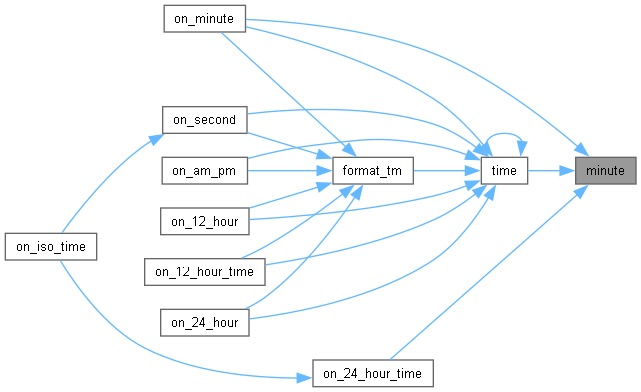 on_minute
on_second
on_am_pm
format_tm
time
minute
on_12_hour
on_iso_time
on_12_hour_time
on_24_hour
on_24_hour_time